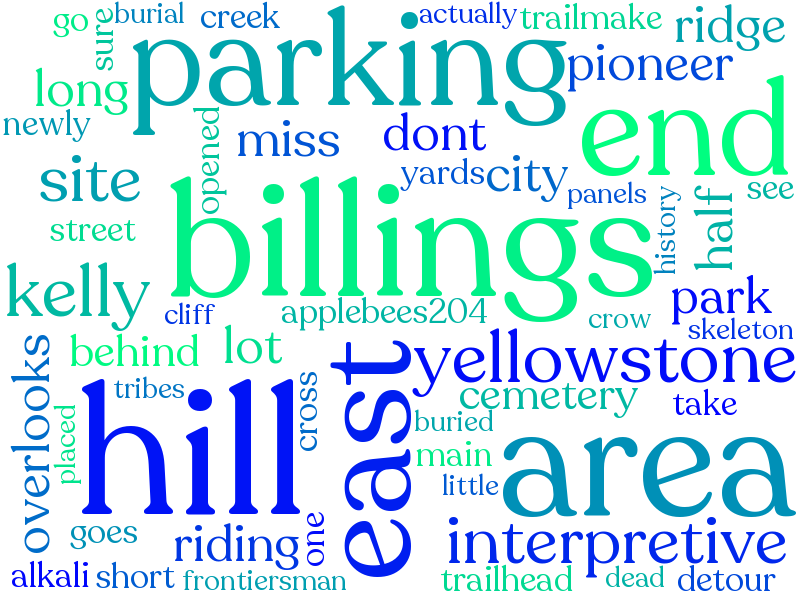 go
sure
burial
creek
actually
trailmake
ridge
parking
pioneer
long
newly
opened
miss
dont
end
yards
city
panels
see
site
street
billings
history
half
kelly
cliff
applebees204
crow
park
skeleton
behind
lot
yellowstone
overlooks
tribes
cross
east
cemetery
take
placed
hill
buried
main
little
area
goes
riding
one
interpretive
alkali
short
frontiersman
trailhead
dead
detour